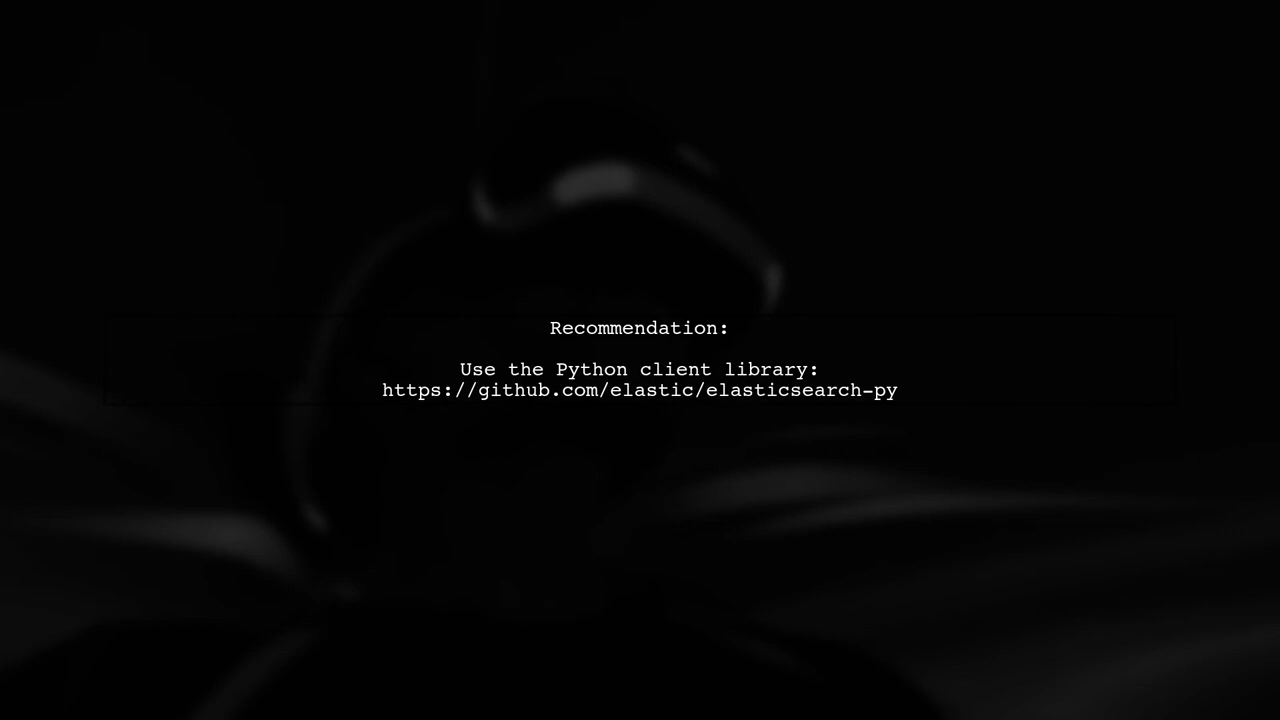 Recommendation:
Use the Python client library:
https://github.com/elastic/elasticsearch-py